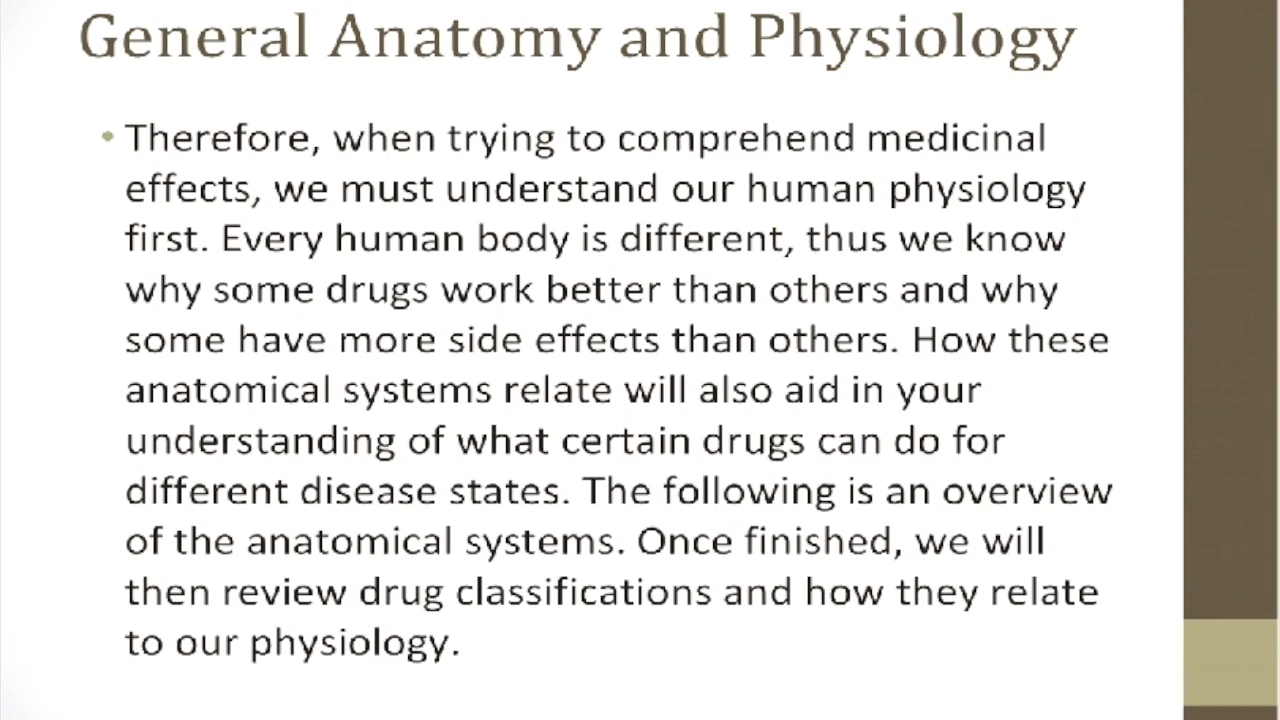 General Anatomy and Physiology
• Therefore, when trying to comprehend medicinal
effects, we must understand our human physiology
first. Every human body is different, thus we know
why some drugs work better than others and why
some have more side effects than others. How these
anatomical systems relate will also aid in your
understanding of what certain drugs can do for
different disease states. The following is an overview
of the anatomical systems. Once finished, we will
then review drug classifications and how they relate
to our physiology.